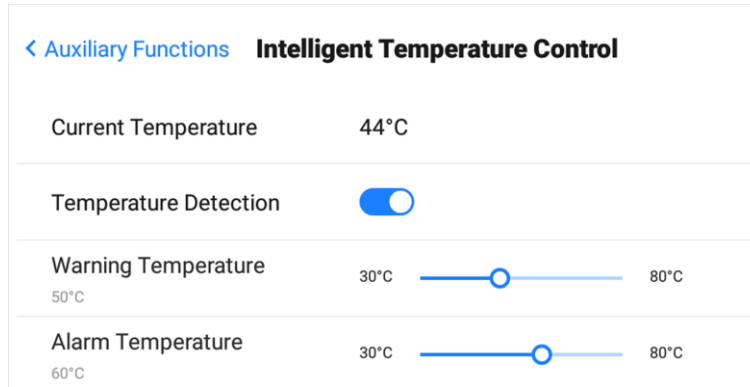 Auxiliary Functions Intelligent Temperature Control
Current Temperature 44°C
Temperature Detection
Warning Temperature 30°C 80°C
50°C
Alarm Temperature 30°C 80°C
60°C